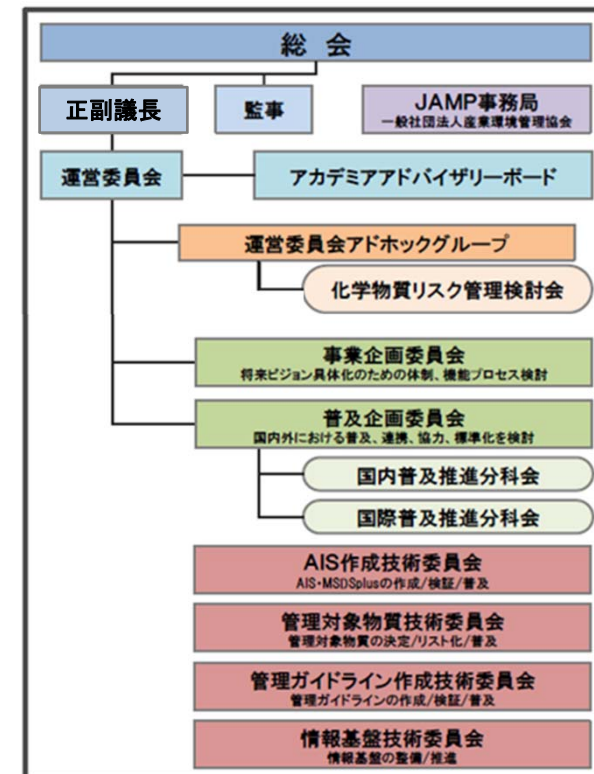 総 会
正副議長
監事
JAMP事務局
一般社団法人産業環境管理協会
運営委員会
アカデミアアドバイザリーボード
運営委員会アドホックグループ
化学物質リスク管理検討会
事業企画委員会
将来ビジョン具体化のための体制、機能プロセス検討
普及企画委員会
国内外における普及、連携、協力、標準化を検討
国内普及推進分科会
国際普及推進分科会
AIS作成技術委員会
AIS・MSDSplusの作成/検証/普及
管理対象物質技術委員会
管理対象物質の決定/リスト化/普及
管理ガイドライン作成技術委員会
管理ガイドラインの作成/検証/普及
情報基盤技術委員会
情報基盤の整備/推進